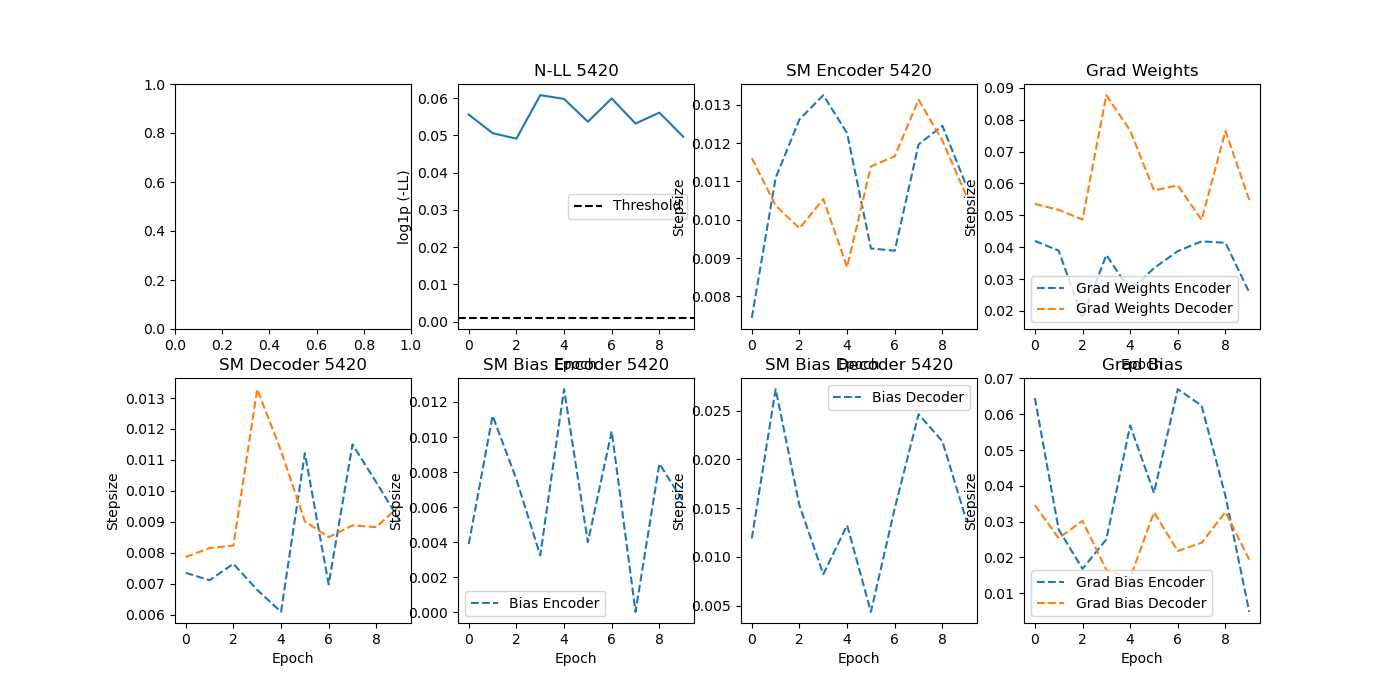 N-LL 5420
SM Encoder 5420
Grad Weights
1.0
0.8
0.6
0.4
0.2
0.0
0.0 0.2 0.4 0.6 0.8 1.0
log1p (-LL)
0.06
0.05
0.04
0.03
0.02
0.01
0.00
Threshold
0 2 4 6 8
Epoch
Stepsize
0.013
0.012
0.011
0.010
0.009
0.008
0 2 4 6 8
Epoch
Stepsize
0.09
0.08
0.07
0.06
0.05
0.04
0.03
0.02
Grad Weights Encoder
Grad Weights Decoder
0 2 4 6 8
Epoch
SM Decoder 5420
SM Bias Encoder 5420
SM Bias Decoder 5420
Grad Bias
Stepsize
0.013
0.012
0.011
0.010
0.009
0.008
0.007
0.006
0 2 4 6 8
Epoch
Stepsize
0.012
0.010
0.008
0.006
0.004
0.002
0.000
Bias Encoder
0 2 4 6 8
Epoch
Stepsize
0.025
0.020
0.015
0.010
0.005
Bias Decoder
0 2 4 6 8
Epoch
Stepsize
0.07
0.06
0.05
0.04
0.03
0.02
0.01
Grad Bias Encoder
Grad Bias Decoder
0 2 4 6 8
Epoch